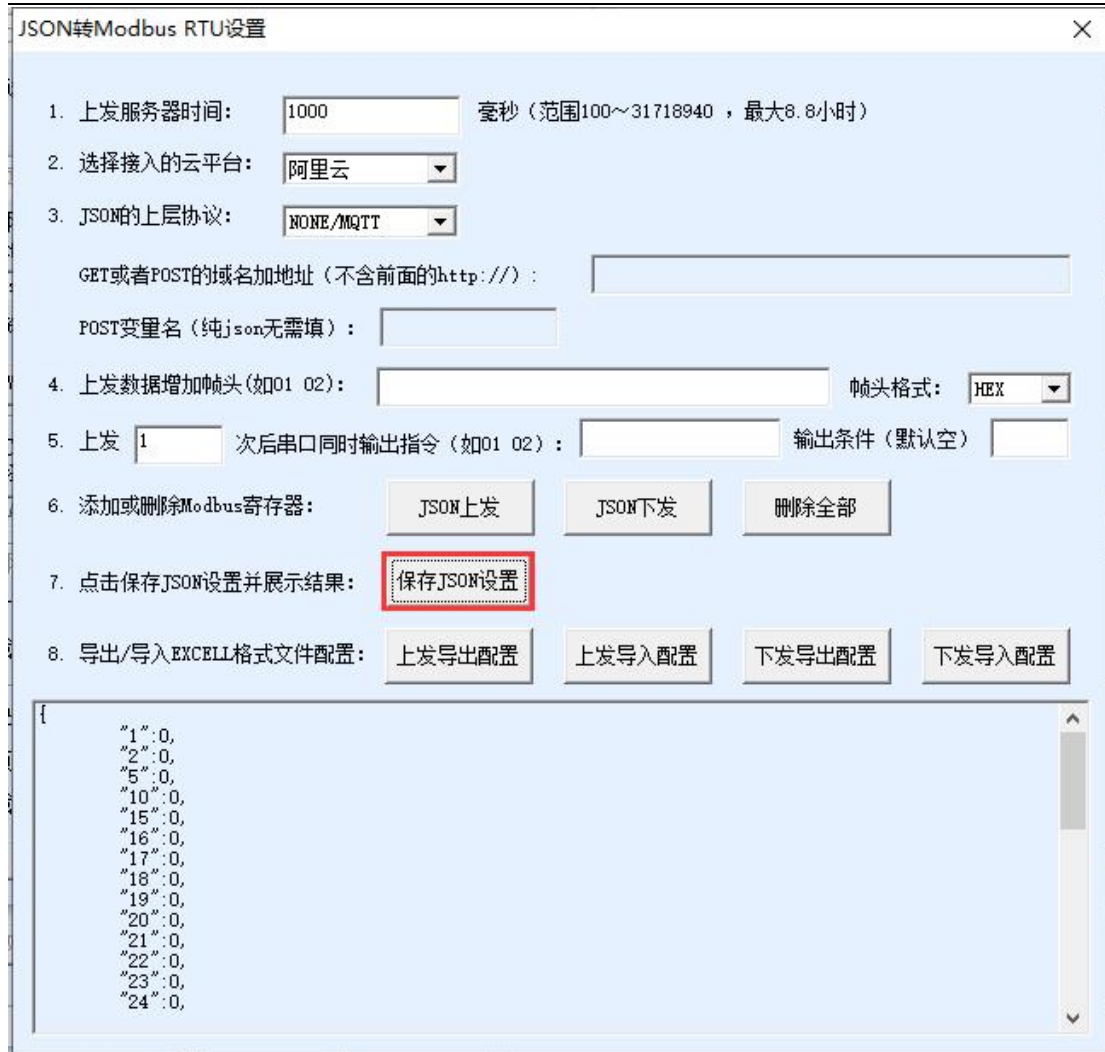 JSON转Modbus RTU设置
1. 上发服务器时间： 1000 毫秒（范围100～31718940 ，最大8.8小时）
2. 选择接入的云平台： 阿里云
3. JSON的上层协议： NONE/MQTT
GET或者POST的域名加地址（不含前面的http://）:
POST变量名（纯json无需填）:
4. 上发数据增加帧头(如01 02)： 帧头格式： HEX
5. 上发 1 次后串口同时输出指令（如01 02）: 输出条件（默认空）
6. 添加或删除Modbus寄存器： JSON上发 JSON下发 删除全部
7. 点击保存JSON设置并展示结果： 保存JSON设置
8. 导出/导入EXCELL格式文件配置： 上发导出配置 上发导入配置 下发导出配置 下发导入配置
{
"1":0,
"2":0,
"5":0,
"10":0,
"15":0,
"16":0,
"17":0,
"18":0,
"19":0,
"20":0,
"21":0,
"22":0,
"23":0,
"24":0,